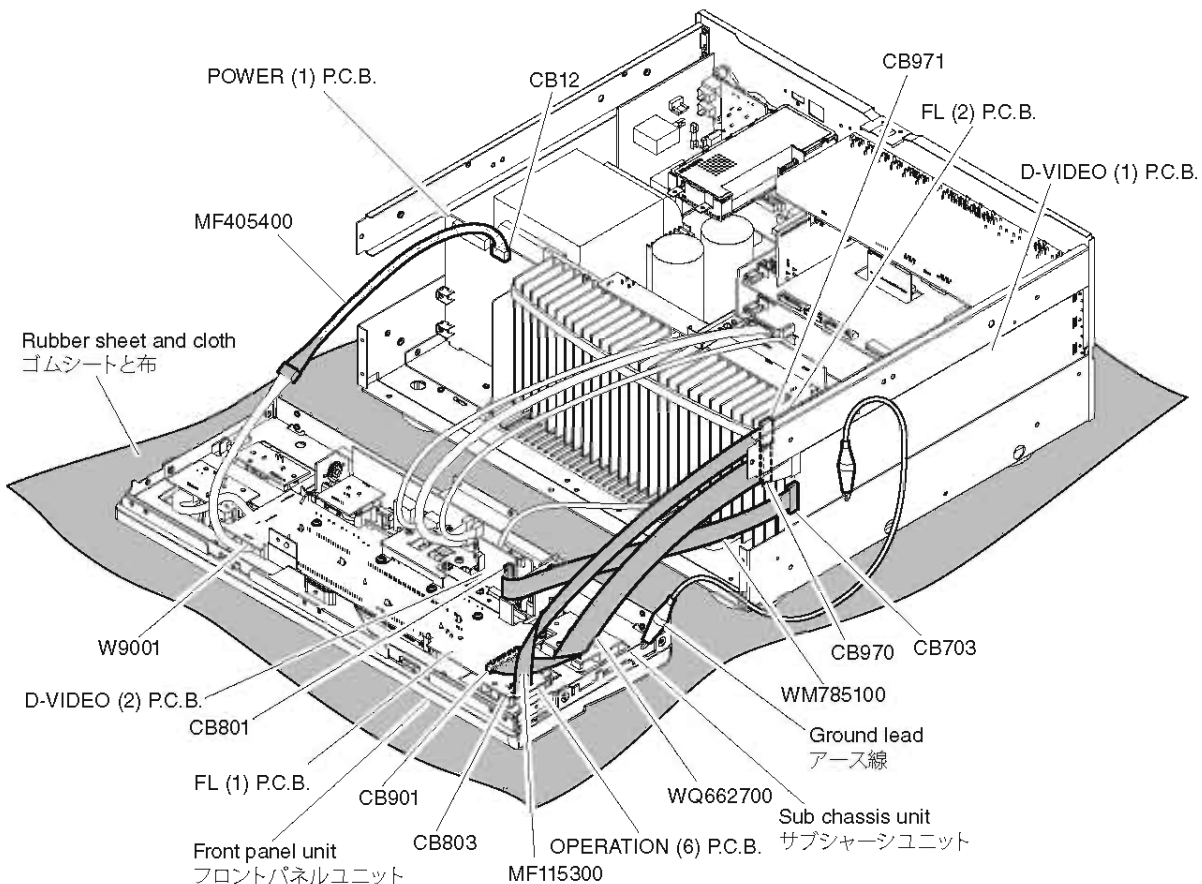 CB971
POWER (1) P.C.B.
CB12
FL (2) P.C.B.
D-VIDEO (1) P.C.B.
MF405400
Rubber sheet and cloth
ゴムシートと布
W9001
CB970
CB703
D-VIDEO (2) P.C.B.
WM785100
CB801
Ground lead
アース線
FL (1) P.C.B.
CB901
WQ662700
Sub chassis unit
サブシャーシユニット
CB803
OPERATION (6) P.C.B.
Front panel unit
フロントパネルユニット
MF115300